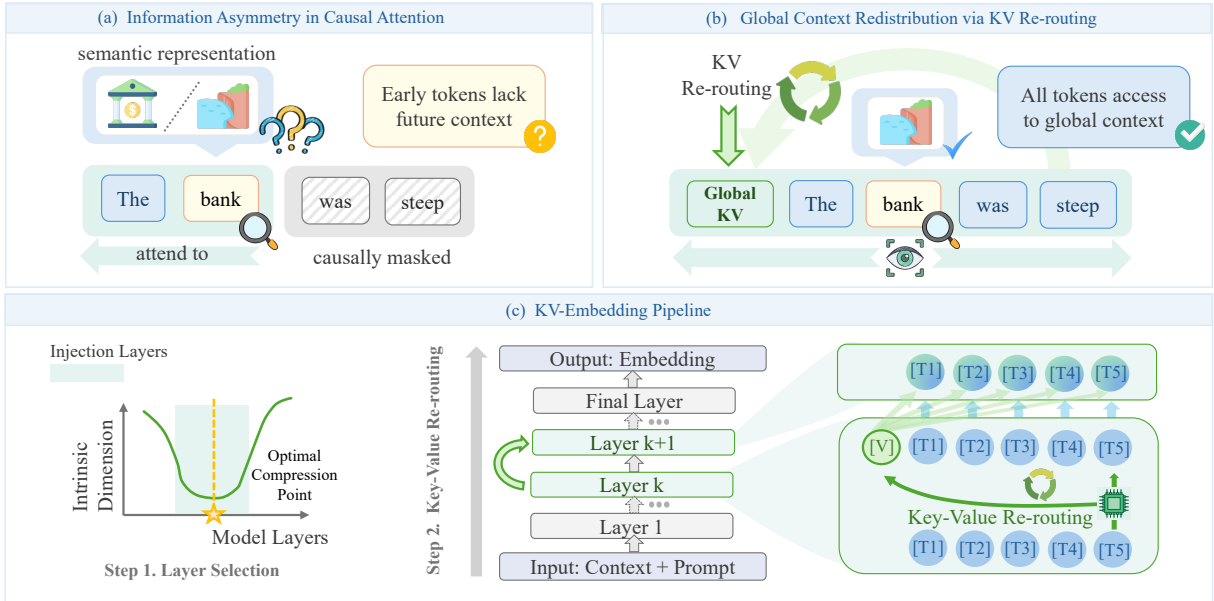 (a) Information Asymmetry in Causal Attention
semantic representation
Early tokens lack
future context
The
bank
was
steep
attend to
causally masked
(b) Global Context Redistribution via KV Re-routing
KV
Re-routing
All tokens access
to global context
Global
KV
The
bank
was
steep
(c) KV-Embedding Pipeline
Injection Layers
Intrinsic
Dimension
Optimal
Compression
Point
Model Layers
Step 1. Layer Selection
Step 2. Key-Value Re-routing
Output: Embedding
Final Layer
...
Layer k+1
Layer k
...
Layer 1
Input: Context + Prompt
[T1] [T2] [T3] [T4] [T5]
[V] [T1] [T2] [T3] [T4] [T5]
Key-Value Re-routing
[T1] [T2] [T3] [T4] [T5]